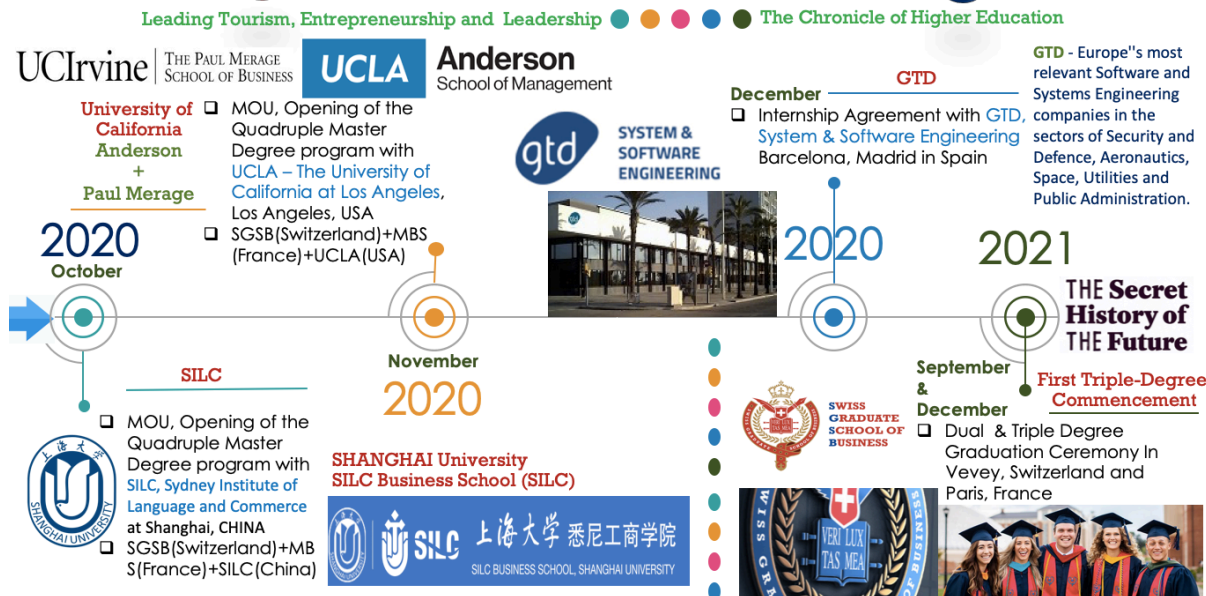 Leading Tourism, Entrepreneurship and Leadership
The Chronicle of Higher Education
UCIrvine
THE PAUL MERAGE
SCHOOL OF BUSINESS
UCLA
Anderson
School of Management
University of
California
Anderson
+
Paul Merage
MOU, Opening of the
Quadruple Master
Degree program with
UCLA – The University of
California at Los Angeles,
Los Angeles, USA
SGSB(Switzerland)+MBS
(France)+UCLA(USA)
2020
October
gtd
SYSTEM &
SOFTWARE
ENGINEERING
gtd
GTD
December
Internship Agreement with GTD,
System & Software Engineering
Barcelona, Madrid in Spain
GTD - Europe''s most
relevant Software and
Systems Engineering
companies in the
sectors of Security and
Defence, Aeronautics,
Space, Utilities and
Public Administration.
2020
2021
THE Secret
History of
THE Future
November
2020
SILC
MOU, Opening of the
Quadruple Master
Degree program with
SILC, Sydney Institute of
Language and Commerce
at Shanghai, CHINA
SGSB(Switzerland)+MB
S(France)+SILC(China)
上海大学
SHANGHAI UNIVERSITY
SHANGHAI University
SILC Business School (SILC)
SILC
上海大学 悉尼工商学院
SILC BUSINESS SCHOOL, SHANGHAI UNIVERSITY
SWISS
GRADUATE
SCHOOL OF
BUSINESS
September
&
December
First Triple-Degree
Commencement
Dual & Triple Degree
Graduation Ceremony In
Vevey, Switzerland and
Paris, France
WISS GRA
OF BUSINESS
VERI LUX
TAS MEA